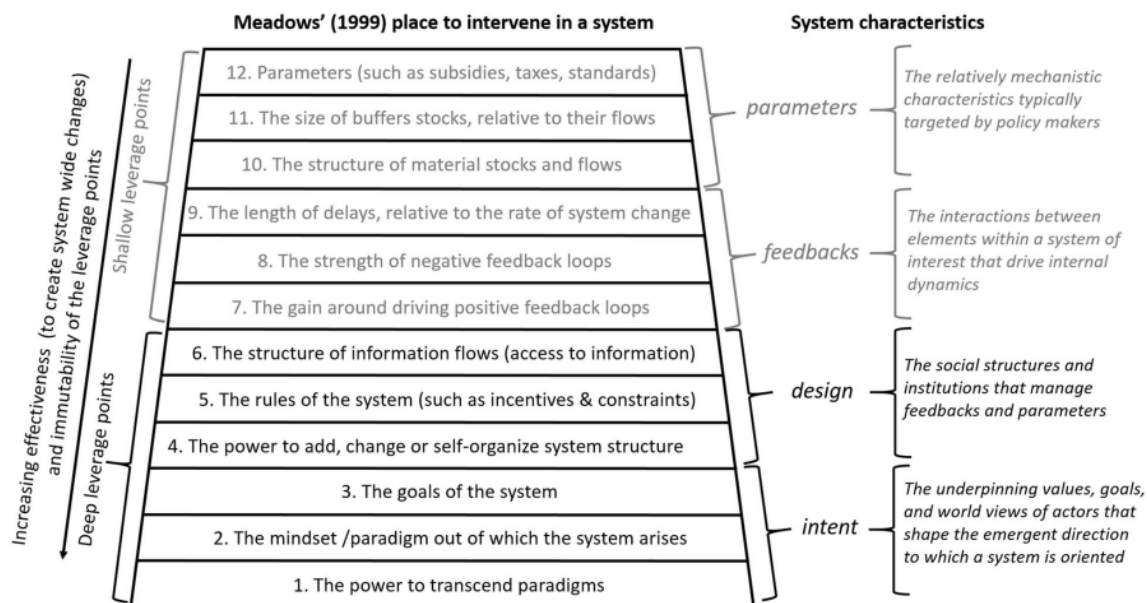 Meadows’ (1999) place to intervene in a system
System characteristics
Increasing effectiveness (to create system wide changes)
and immutability of the leverage points
Shallow leverage points
Deep leverage points
12. Parameters (such as subsidies, taxes, standards)
11. The size of buffers stocks, relative to their flows
10. The structure of material stocks and flows
9. The length of delays, relative to the rate of system change
8. The strength of negative feedback loops
7. The gain around driving positive feedback loops
6. The structure of information flows (access to information)
5. The rules of the system (such as incentives & constraints)
4. The power to add, change or self-organize system structure
3. The goals of the system
2. The mindset /paradigm out of which the system arises
1. The power to transcend paradigms
parameters
The relatively mechanistic
characteristics typically
targeted by policy makers
feedbacks
The interactions between
elements within a system of
interest that drive internal
dynamics
design
The social structures and
institutions that manage
feedbacks and parameters
intent
The underpinning values, goals,
and world views of actors that
shape the emergent direction
to which a system is oriented